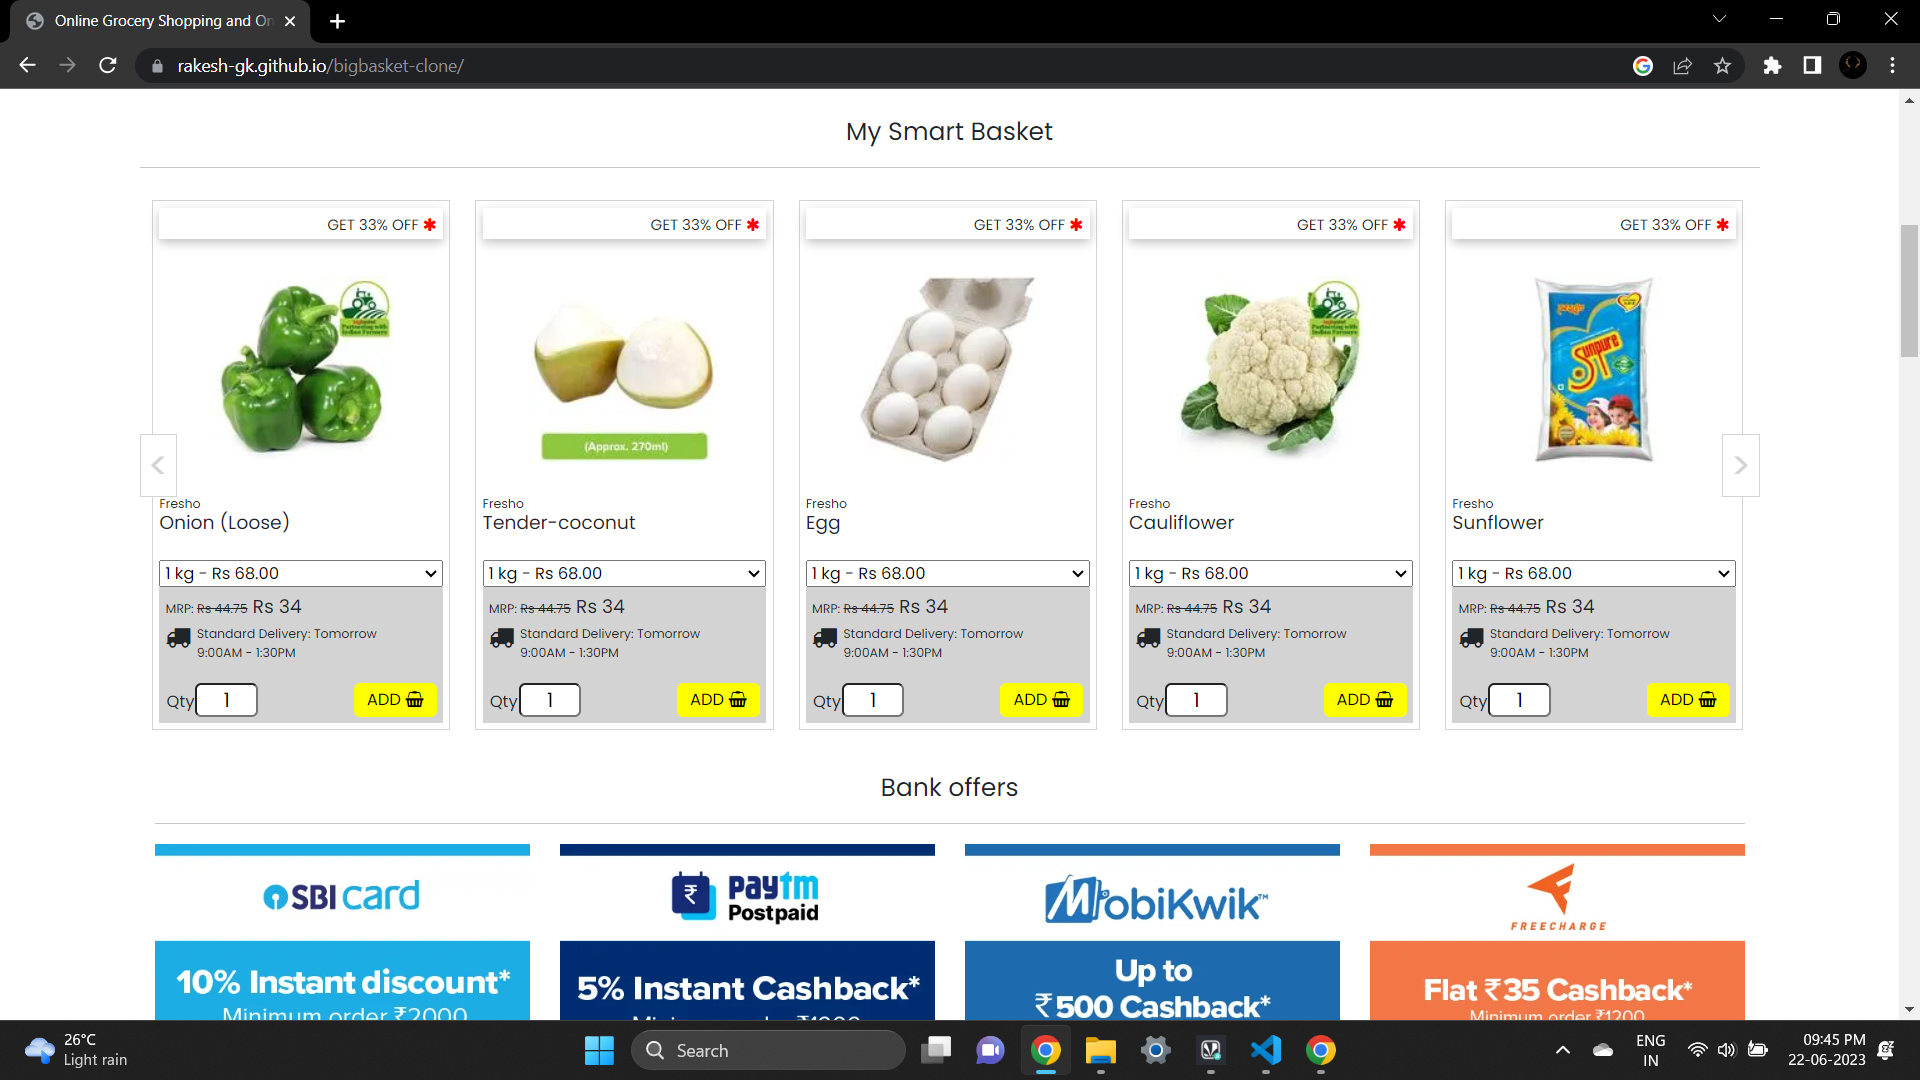 Online Grocery Shopping and On
rakesh-gk.github.io/bigbasket-clone/
My Smart Basket
GET 33% OFF *
GET 33% OFF *
GET 33% OFF *
GET 33% OFF *
GET 33% OFF *
Partnering with
Indian Farmers
(Approx. 270ml)
Partnering with
Indian Farmers
Sunpure
Fresho
Onion (Loose)
1 kg - Rs 68.00
MRP: Rs 44.75 Rs 34
Standard Delivery: Tomorrow
9:00AM - 1:30PM
Qty 1 ADD
Fresho
Tender-coconut
1 kg - Rs 68.00
MRP: Rs 44.75 Rs 34
Standard Delivery: Tomorrow
9:00AM - 1:30PM
Qty 1 ADD
Fresho
Egg
1 kg - Rs 68.00
MRP: Rs 44.75 Rs 34
Standard Delivery: Tomorrow
9:00AM - 1:30PM
Qty 1 ADD
Fresho
Cauliflower
1 kg - Rs 68.00
MRP: Rs 44.75 Rs 34
Standard Delivery: Tomorrow
9:00AM - 1:30PM
Qty 1 ADD
Fresho
Sunflower
1 kg - Rs 68.00
MRP: Rs 44.75 Rs 34
Standard Delivery: Tomorrow
9:00AM - 1:30PM
Qty 1 ADD
Bank offers
SBI card
10% Instant discount*
Minimum order ₹2000
paytm
Postpaid
5% Instant Cashback*
MobiKwik™
Up to
₹500 Cashback*
FREECHARGE
Flat ₹35 Cashback*
Minimum order ₹1200
26°C
Light rain
Search
ENG
IN
09:45 PM
22-06-2023